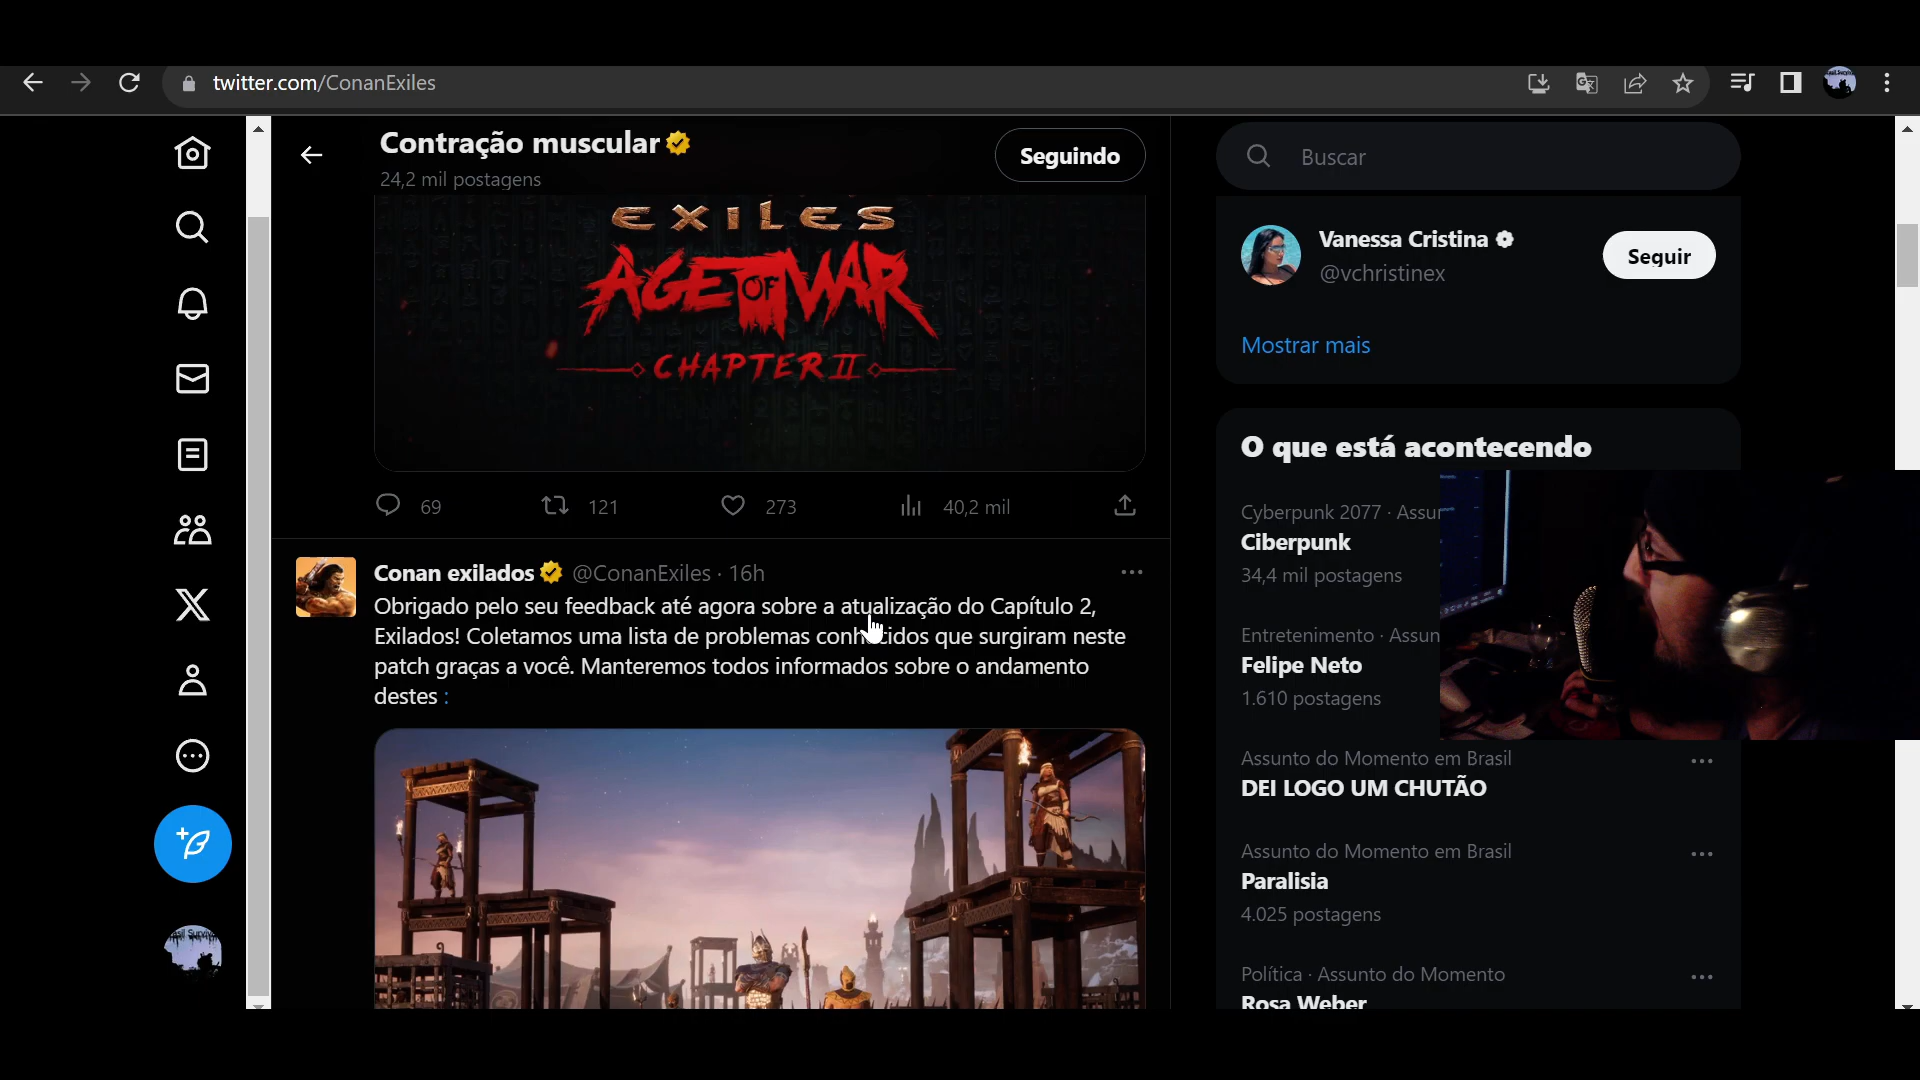 twitter.com/ConanExiles
Contração muscular
24,2 mil postagens
Seguindo
EXILES
AGE OF WAR
CHAPTER II
69
121
273
40,2 mil
Conan exilados @ConanExiles · 16h
Obrigado pelo seu feedback até agora sobre a atualização do Capítulo 2,
Exilados! Coletamos uma lista de problemas conhecidos que surgiram neste
patch graças a você. Manteremos todos informados sobre o andamento
destes :
Buscar
Vanessa Cristina
@vchristinex
Seguir
Mostrar mais
O que está acontecendo
Cyberpunk 2077 · Assun
Ciberpunk
34,4 mil postagens
Entretenimento · Assun
Felipe Neto
1.610 postagens
Assunto do Momento em Brasil
DEI LOGO UM CHUTÃO
Assunto do Momento em Brasil
Paralisia
4.025 postagens
Política · Assunto do Momento
Rosa Weber